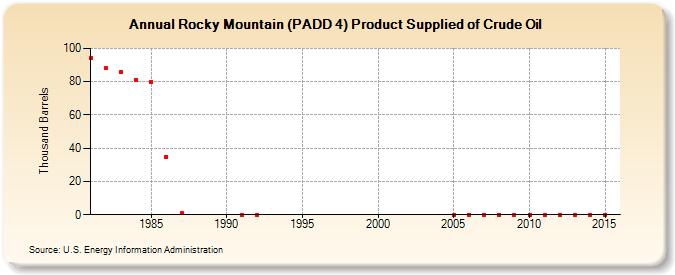 Annual Rocky Mountain (PADD 4) Product Supplied of Crude Oil
Thousand Barrels
100
80
60
40
20
0
1985 1990 1995 2000 2005 2010 2015
Source: U.S. Energy Information Administration